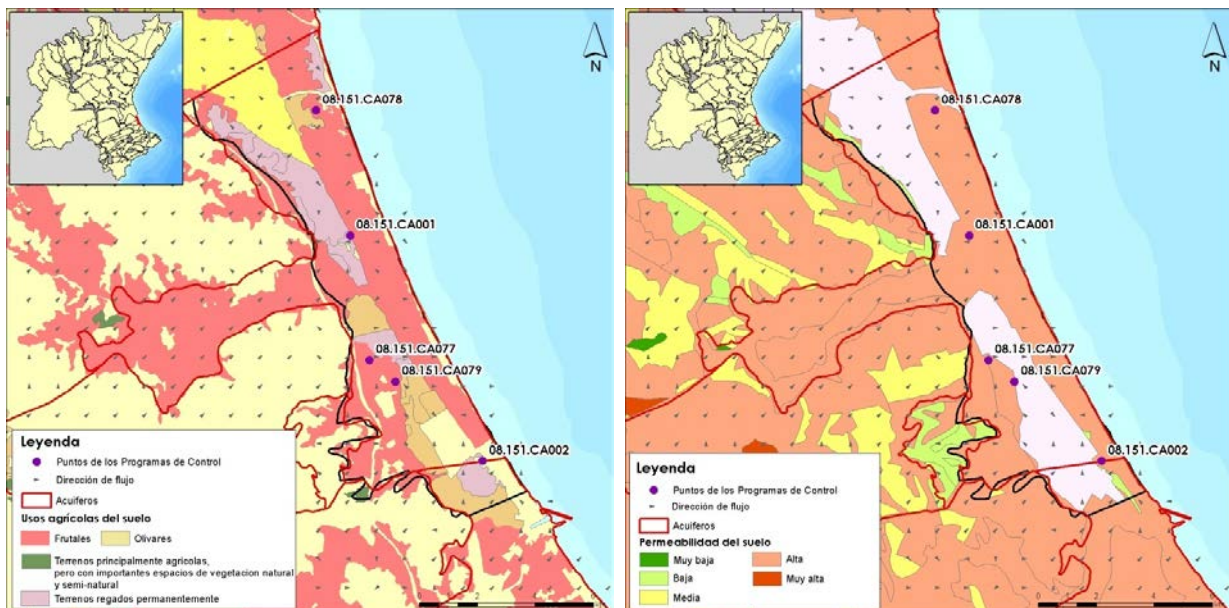 N
08.151.CA078
08.151.CA001
08.151.CA077
08.151.CA079
08.151.CA002
Leyenda
Puntos de los Programas de Control
Dirección de flujo
Acuiferos
Usos agrícolas del suelo
Frutales
Olivares
Terrenos principalmente agrícolas,
pero con importantes espacios de vegetacion natural
y semi-natural
Terrenos regados permanentemente
N
08.151.CA078
08.151.CA001
08.151.CA077
08.151.CA079
08.151.CA002
Leyenda
Puntos de los Programas de Control
Dirección de flujo
Acuiferos
Permeabilidad del suelo
Muy baja
Alta
Baja
Muy alta
Media